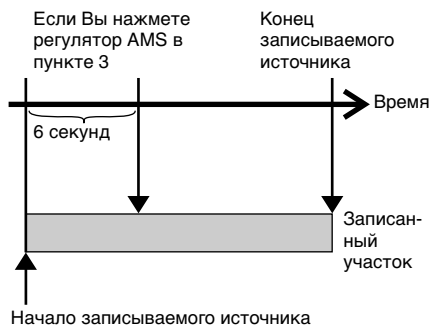 Если Вы нажмете
регулятор AMS в
пункте 3
Конец
записываемого
источника
Время
6 секунд
Записан-
ный
участок
Начало записываемого источника